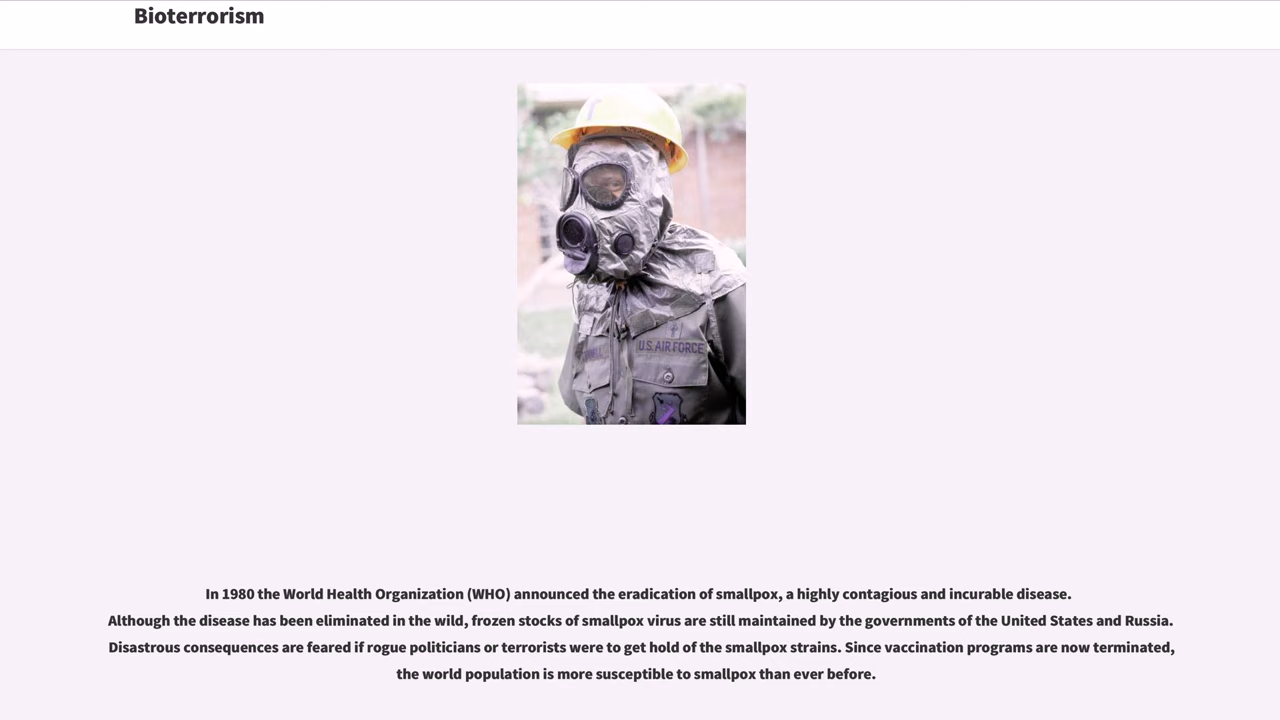 Bioterrorism
U.S. AIR FORCE
In 1980 the World Health Organization (WHO) announced the eradication of smallpox, a highly contagious and incurable disease.
Although the disease has been eliminated in the wild, frozen stocks of smallpox virus are still maintained by the governments of the United States and Russia.
Disastrous consequences are feared if rogue politicians or terrorists were to get hold of the smallpox strains. Since vaccination programs are now terminated,
the world population is more susceptible to smallpox than ever before.